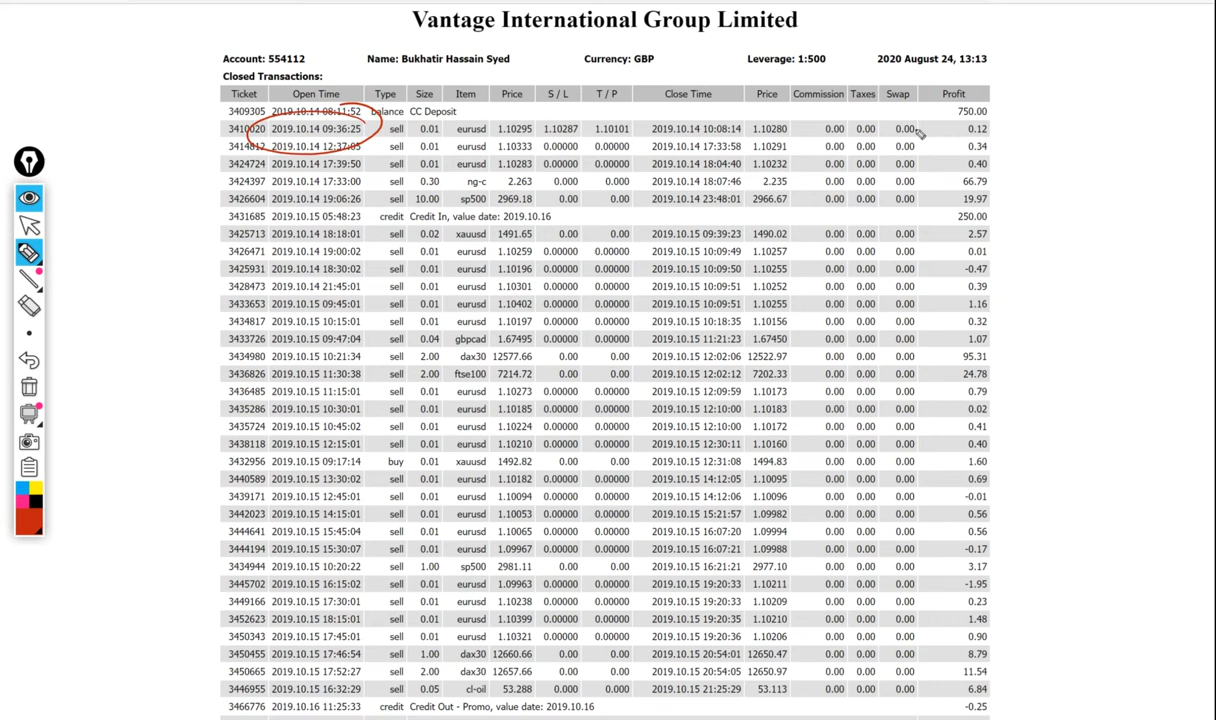 Vantage International Group Limited
Account: 554112 Name: Bukhatir Hassain Syed Currency: GBP Leverage: 1:500 2020 August 24, 13:13
Closed Transactions:
Ticket Open Time Type Size Item Price S / L T / P Close Time Price Commission Taxes Swap Profit
3409305 2019.10.14 08:11:52 balance CC Deposit 750.00
3410020 2019.10.14 09:36:25 sell 0.01 eurusd 1.10295 1.10287 1.10101 2019.10.14 10:08:14 1.10280 0.00 0.00 0.00 0.12
3414812 2019.10.14 12:37:05 sell 0.01 eurusd 1.10333 0.00000 0.00000 2019.10.14 17:33:58 1.10291 0.00 0.00 0.00 0.34
3424724 2019.10.14 17:39:50 sell 0.01 eurusd 1.10283 0.00000 0.00000 2019.10.14 18:04:40 1.10232 0.00 0.00 0.00 0.40
3424397 2019.10.14 17:33:00 sell 0.30 ng-c 2.263 0.000 0.000 2019.10.14 18:07:46 2.235 0.00 0.00 0.00 66.79
3426604 2019.10.14 19:06:26 sell 10.00 sp500 2969.18 0.00 0.00 2019.10.14 23:48:01 2966.67 0.00 0.00 0.00 19.97
3431685 2019.10.15 05:48:23 credit Credit In, value date: 2019.10.16 250.00
3425713 2019.10.14 18:18:01 sell 0.02 xauusd 1491.65 0.00 0.00 2019.10.15 09:39:23 1490.02 0.00 0.00 0.00 2.57
3426471 2019.10.14 19:00:02 sell 0.01 eurusd 1.10259 0.00000 0.00000 2019.10.15 10:09:49 1.10257 0.00 0.00 0.00 0.01
3425931 2019.10.14 18:30:02 sell 0.01 eurusd 1.10196 0.00000 0.00000 2019.10.15 10:09:50 1.10255 0.00 0.00 0.00 -0.47
3428473 2019.10.14 21:45:01 sell 0.01 eurusd 1.10301 0.00000 0.00000 2019.10.15 10:09:51 1.10252 0.00 0.00 0.00 0.39
3433653 2019.10.15 09:45:01 sell 0.01 eurusd 1.10402 0.00000 0.00000 2019.10.15 10:09:51 1.10255 0.00 0.00 0.00 1.16
3434817 2019.10.15 10:15:01 sell 0.01 eurusd 1.10197 0.00000 0.00000 2019.10.15 10:18:35 1.10156 0.00 0.00 0.00 0.32
3433726 2019.10.15 09:47:04 sell 0.04 gbpcad 1.67495 0.00000 0.00000 2019.10.15 11:21:23 1.67450 0.00 0.00 0.00 1.07
3434980 2019.10.15 10:21:34 sell 2.00 dax30 12577.66 0.00 0.00 2019.10.15 12:02:06 12522.97 0.00 0.00 0.00 95.31
3436826 2019.10.15 11:30:38 sell 2.00 ftse100 7214.72 0.00 0.00 2019.10.15 12:02:12 7202.33 0.00 0.00 0.00 24.78
3436485 2019.10.15 11:15:01 sell 0.01 eurusd 1.10273 0.00000 0.00000 2019.10.15 12:09:59 1.10173 0.00 0.00 0.00 0.79
3435286 2019.10.15 10:30:01 sell 0.01 eurusd 1.10185 0.00000 0.00000 2019.10.15 12:10:00 1.10183 0.00 0.00 0.00 0.02
3435724 2019.10.15 10:45:02 sell 0.01 eurusd 1.10224 0.00000 0.00000 2019.10.15 12:10:00 1.10172 0.00 0.00 0.00 0.41
3438118 2019.10.15 12:15:01 sell 0.01 eurusd 1.10210 0.00000 0.00000 2019.10.15 12:30:11 1.10160 0.00 0.00 0.00 0.40
3432956 2019.10.15 09:17:14 buy 0.01 xauusd 1492.82 0.00 0.00 2019.10.15 12:31:08 1494.83 0.00 0.00 0.00 1.60
3440589 2019.10.15 13:30:02 sell 0.01 eurusd 1.10182 0.00000 0.00000 2019.10.15 14:12:05 1.10095 0.00 0.00 0.00 0.69
3439171 2019.10.15 12:45:01 sell 0.01 eurusd 1.10094 0.00000 0.00000 2019.10.15 14:12:06 1.10096 0.00 0.00 0.00 -0.01
3442023 2019.10.15 14:15:01 sell 0.01 eurusd 1.10053 0.00000 0.00000 2019.10.15 15:21:57 1.09982 0.00 0.00 0.00 0.56
3444641 2019.10.15 15:45:04 sell 0.01 eurusd 1.10065 0.00000 0.00000 2019.10.15 16:07:20 1.09994 0.00 0.00 0.00 0.56
3444194 2019.10.15 15:30:07 sell 0.01 eurusd 1.09967 0.00000 0.00000 2019.10.15 16:07:21 1.09988 0.00 0.00 0.00 -0.17
3434944 2019.10.15 10:20:22 sell 1.00 sp500 2981.11 0.00 0.00 2019.10.15 16:21:21 2977.10 0.00 0.00 0.00 3.17
3445702 2019.10.15 16:15:02 sell 0.01 eurusd 1.09963 0.00000 0.00000 2019.10.15 19:20:33 1.10211 0.00 0.00 0.00 -1.95
3449166 2019.10.15 17:30:01 sell 0.01 eurusd 1.10238 0.00000 0.00000 2019.10.15 19:20:33 1.10209 0.00 0.00 0.00 0.23
3452623 2019.10.15 18:15:01 sell 0.01 eurusd 1.10399 0.00000 0.00000 2019.10.15 19:20:35 1.10210 0.00 0.00 0.00 1.48
3450343 2019.10.15 17:45:01 sell 0.01 eurusd 1.10321 0.00000 0.00000 2019.10.15 19:20:36 1.10206 0.00 0.00 0.00 0.90
3450455 2019.10.15 17:46:54 sell 1.00 dax30 12660.66 0.00 0.00 2019.10.15 20:54:01 12650.47 0.00 0.00 0.00 8.79
3450665 2019.10.15 17:52:27 sell 2.00 dax30 12657.66 0.00 0.00 2019.10.15 20:54:05 12650.97 0.00 0.00 0.00 11.54
3446955 2019.10.15 16:32:29 sell 0.05 cl-oil 53.288 0.000 0.000 2019.10.15 21:25:29 53.113 0.00 0.00 0.00 6.84
3466776 2019.10.16 11:25:33 credit Credit Out - Promo, value date: 2019.10.16 -0.25